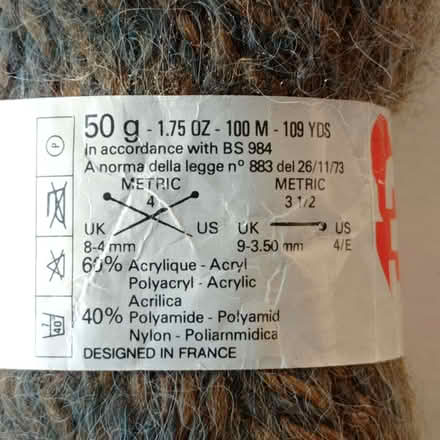 50 g - 1.75 OZ - 100 M - 109 YDS
In accordance with BS 984
A norma della legge n° 883 del 26/11/73
METRIC METRIC
4 3 1/2
UK US UK US
8-4 mm 9-3.50 mm 4/E
60% Acrylique - Acryl
Polyacryl - Acrylic
Acrilica
40% Polyamide - Polyamid
Nylon - Poliarnmidica
DESIGNED IN FRANCE
P
40